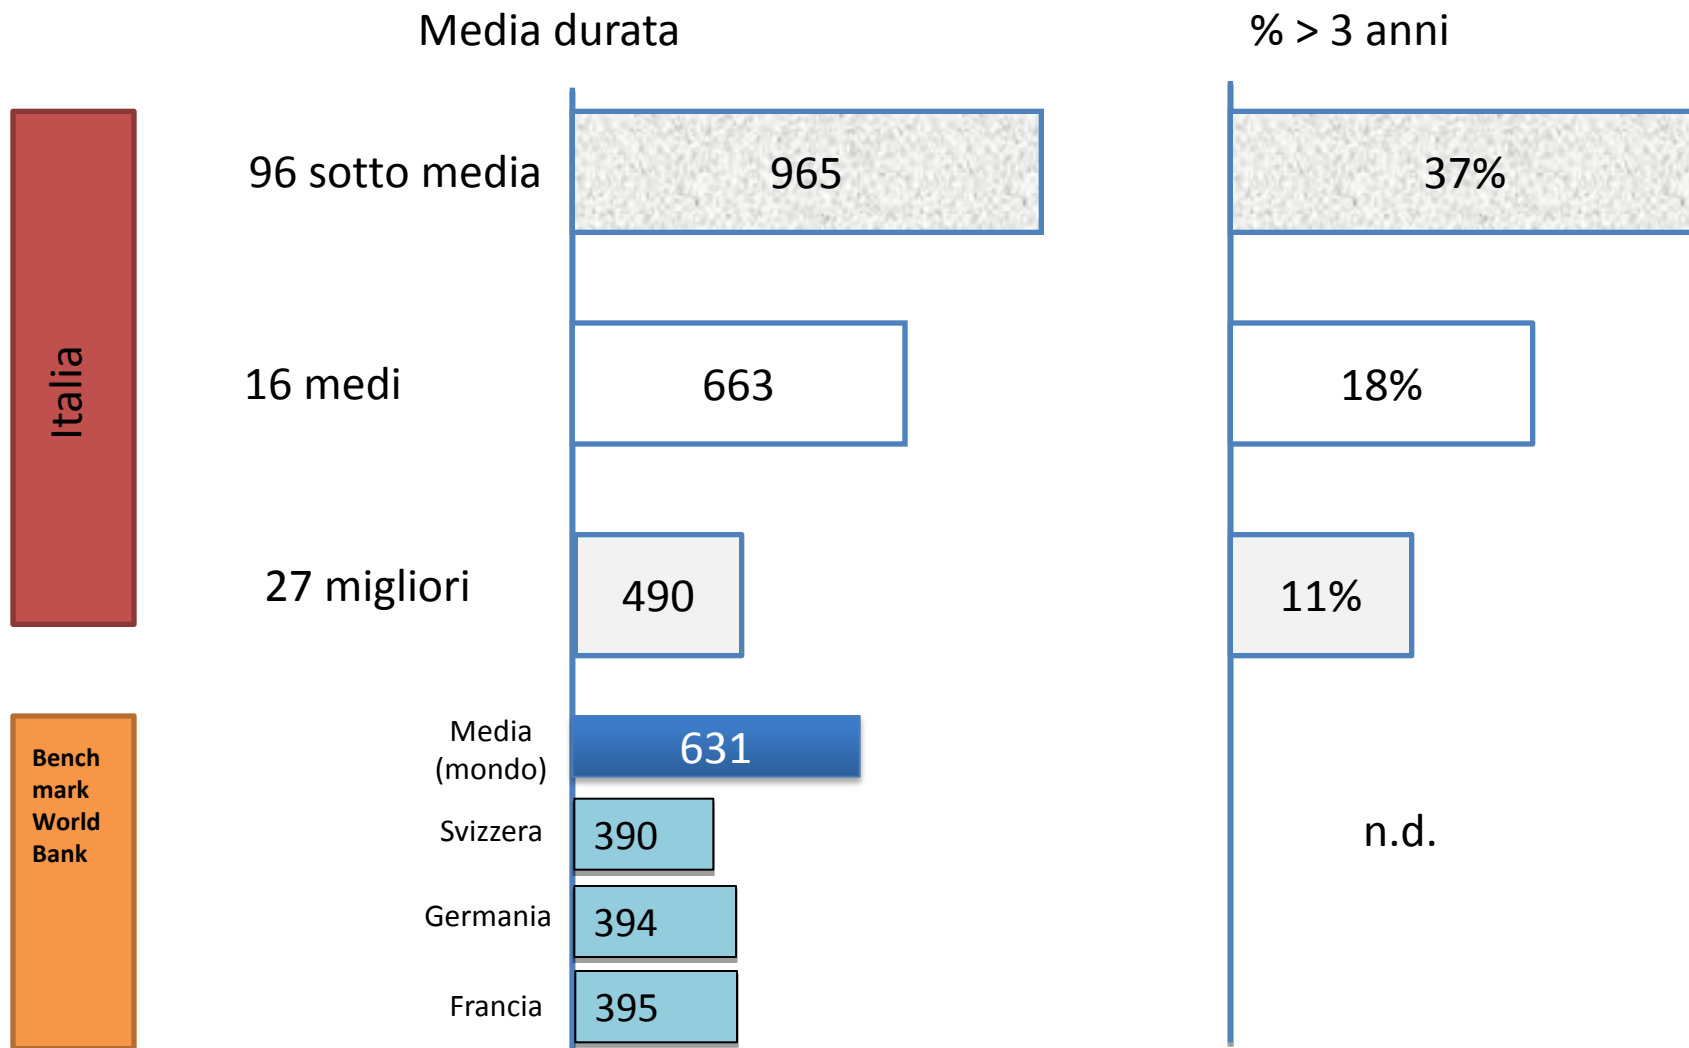 Media durata
% > 3 anni
Italia
96 sotto media
965
37%
16 medi
663
18%
27 migliori
490
11%
Bench
mark
World
Bank
Media
(mondo)
631
Svizzera
390
n.d.
Germania
394
Francia
395